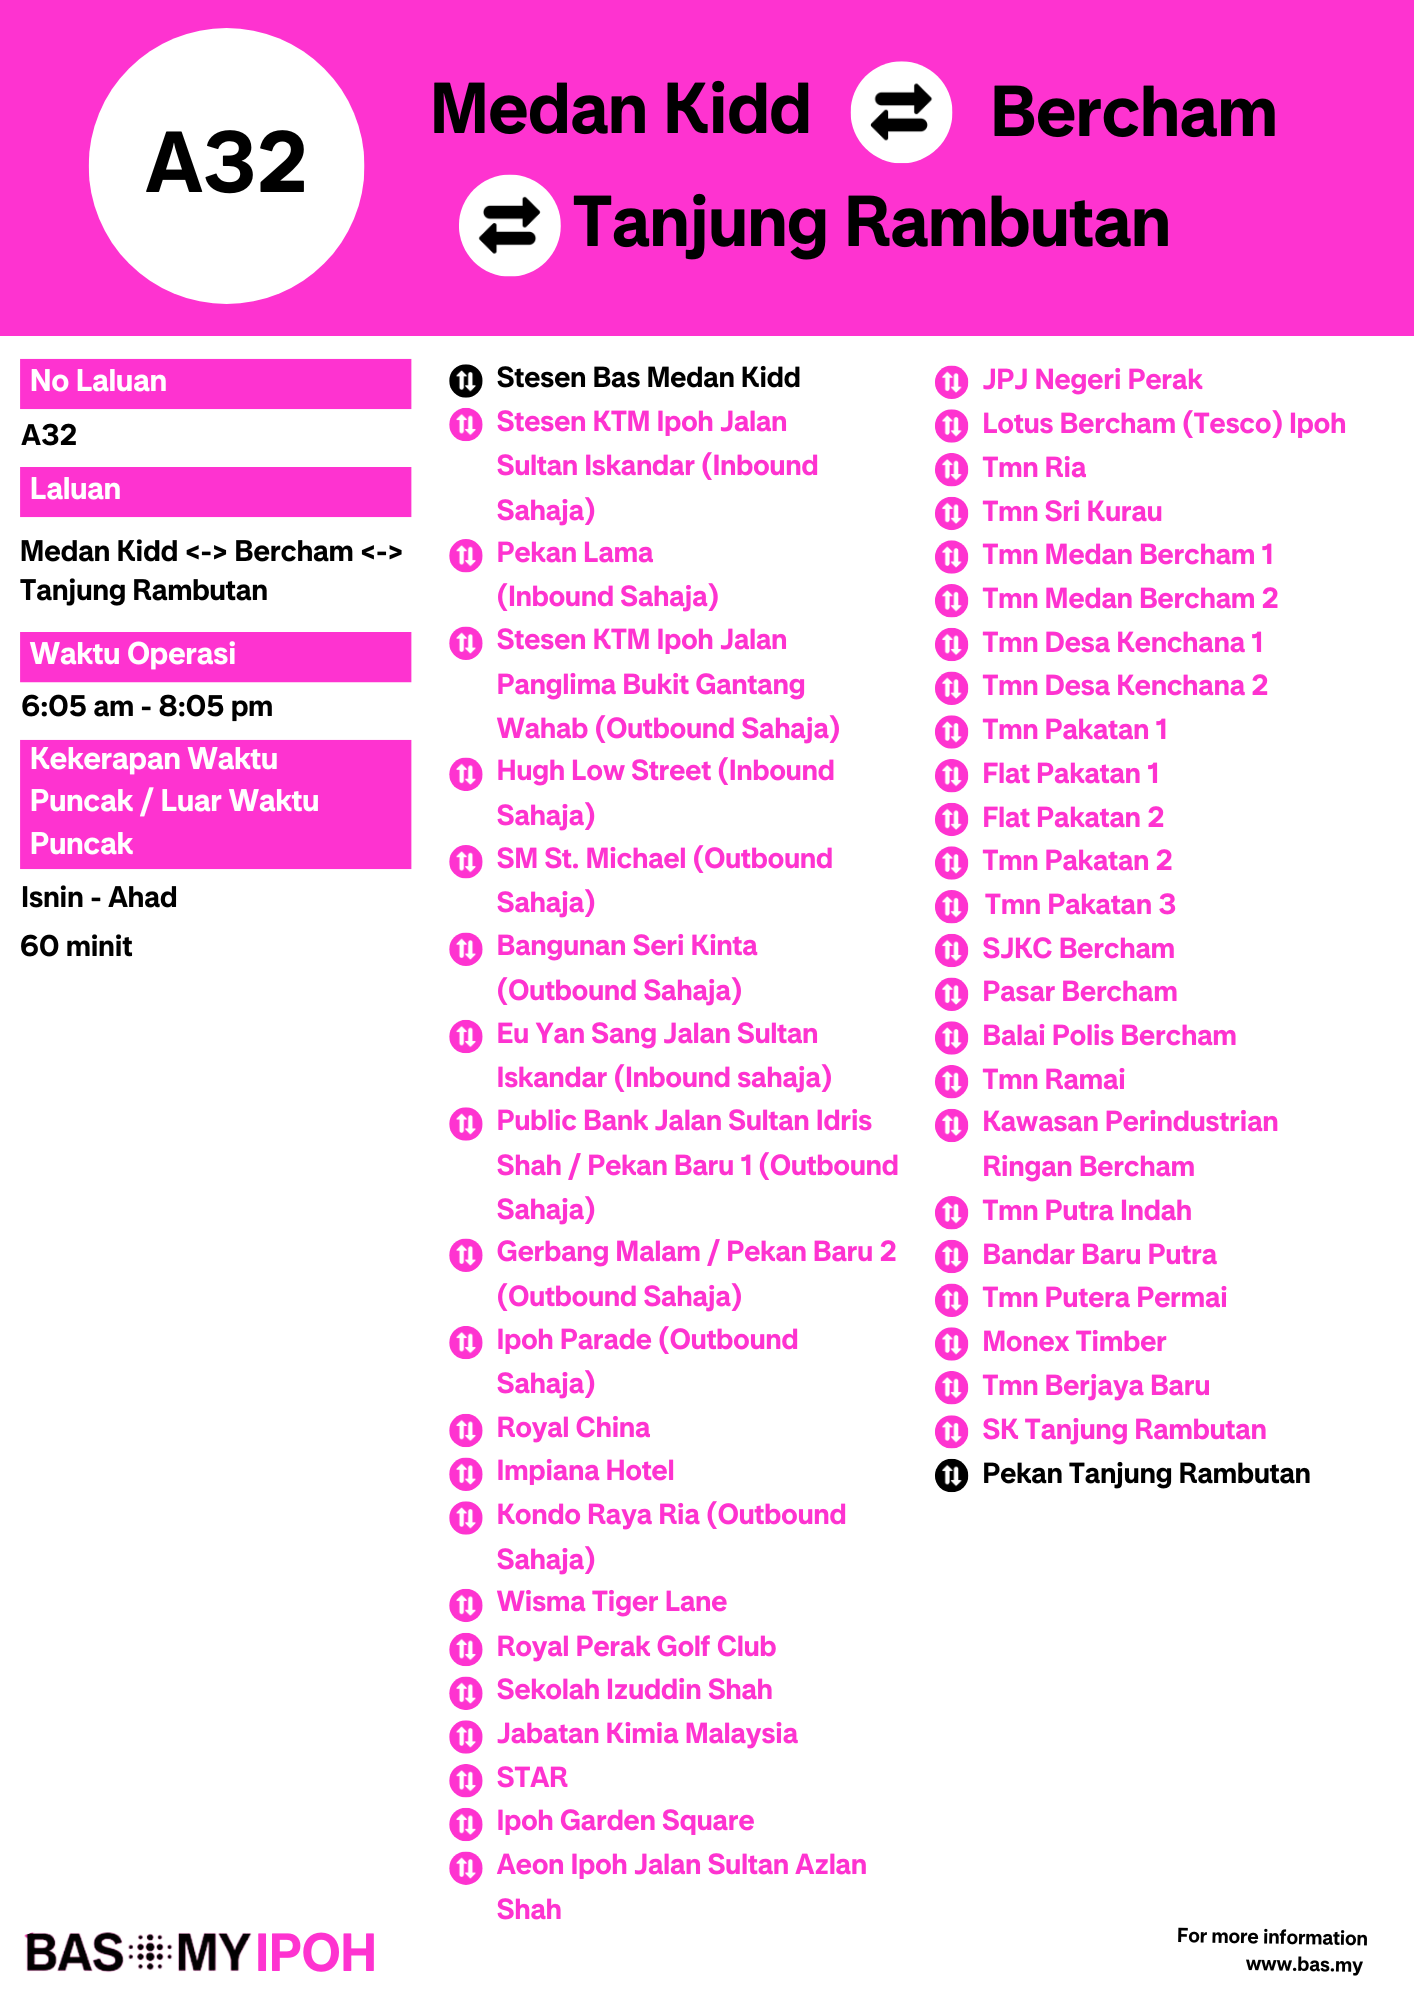 A32
Medan Kidd
Bercham
Tanjung Rambutan
No Laluan
A32
Laluan
Medan Kidd <-> Bercham <->
Tanjung Rambutan
Waktu Operasi
6:05 am - 8:05 pm
Kekerapan Waktu
Puncak / Luar Waktu
Puncak
Isnin - Ahad
60 minit
Stesen Bas Medan Kidd
Stesen KTM Ipoh Jalan
Sultan Iskandar (Inbound
Sahaja)
Pekan Lama
(Inbound Sahaja)
Stesen KTM Ipoh Jalan
Panglima Bukit Gantang
Wahab (Outbound Sahaja)
Hugh Low Street (Inbound
Sahaja)
SM St. Michael (Outbound
Sahaja)
Bangunan Seri Kinta
(Outbound Sahaja)
Eu Yan Sang Jalan Sultan
Iskandar (Inbound sahaja)
Public Bank Jalan Sultan Idris
Shah / Pekan Baru 1 (Outbound
Sahaja)
Gerbang Malam / Pekan Baru 2
(Outbound Sahaja)
Ipoh Parade (Outbound
Sahaja)
Royal China
Impiana Hotel
Kondo Raya Ria (Outbound
Sahaja)
Wisma Tiger Lane
Royal Perak Golf Club
Sekolah Izuddin Shah
Jabatan Kimia Malaysia
STAR
Ipoh Garden Square
Aeon Ipoh Jalan Sultan Azlan
Shah
JPJ Negeri Perak
Lotus Bercham (Tesco) Ipoh
Tmn Ria
Tmn Sri Kurau
Tmn Medan Bercham 1
Tmn Medan Bercham 2
Tmn Desa Kenchana 1
Tmn Desa Kenchana 2
Tmn Pakatan 1
Flat Pakatan 1
Flat Pakatan 2
Tmn Pakatan 2
Tmn Pakatan 3
SJKC Bercham
Pasar Bercham
Balai Polis Bercham
Tmn Ramai
Kawasan Perindustrian
Ringan Bercham
Tmn Putra Indah
Bandar Baru Putra
Tmn Putera Permai
Monex Timber
Tmn Berjaya Baru
SK Tanjung Rambutan
Pekan Tanjung Rambutan
BAS MY IPOH
For more information
www.bas.my